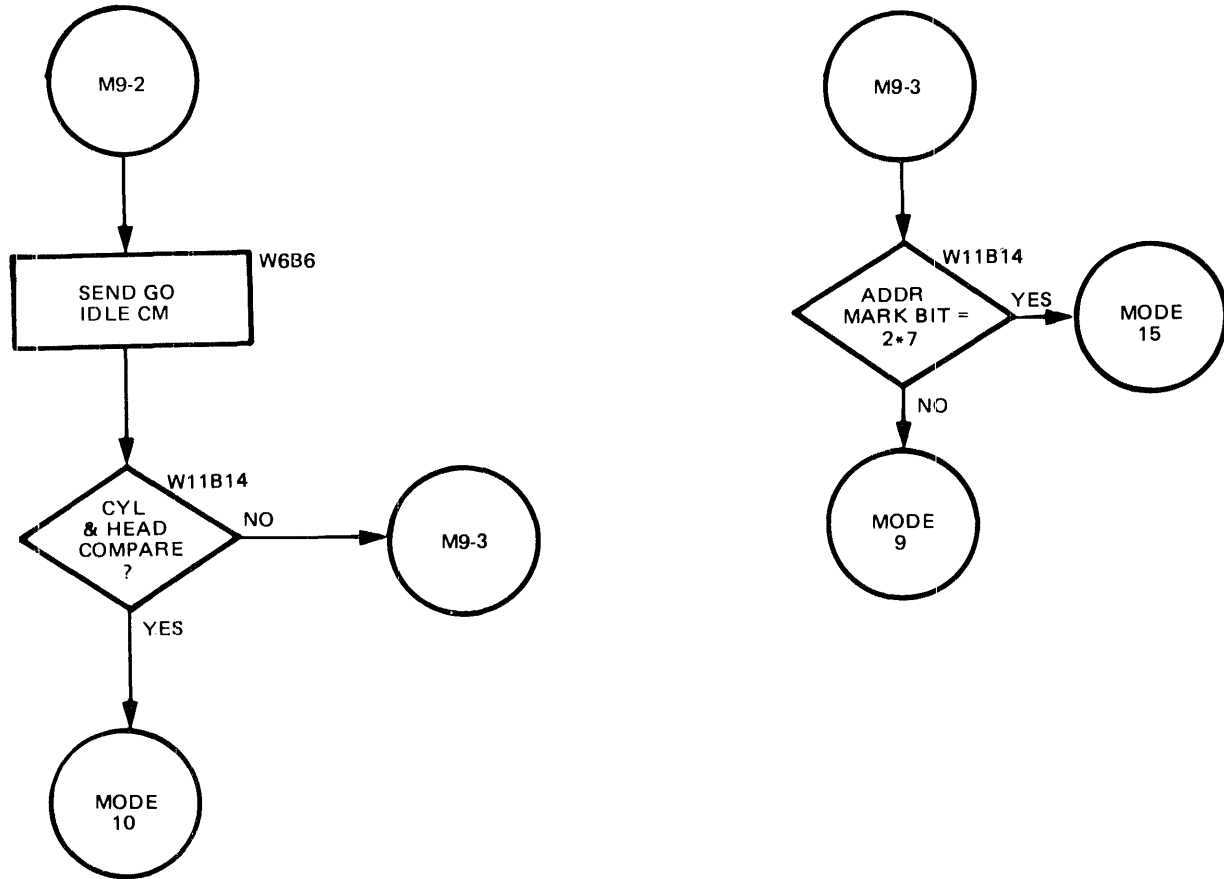 M9-2
SEND GO
IDLE CM
W6B6
W11B14
CYL
& HEAD
COMPARE
?
NO
M9-3
YES
MODE
10
M9-3
W11B14
ADDR
MARK BIT =
2*7
YES
MODE
15
NO
MODE
9